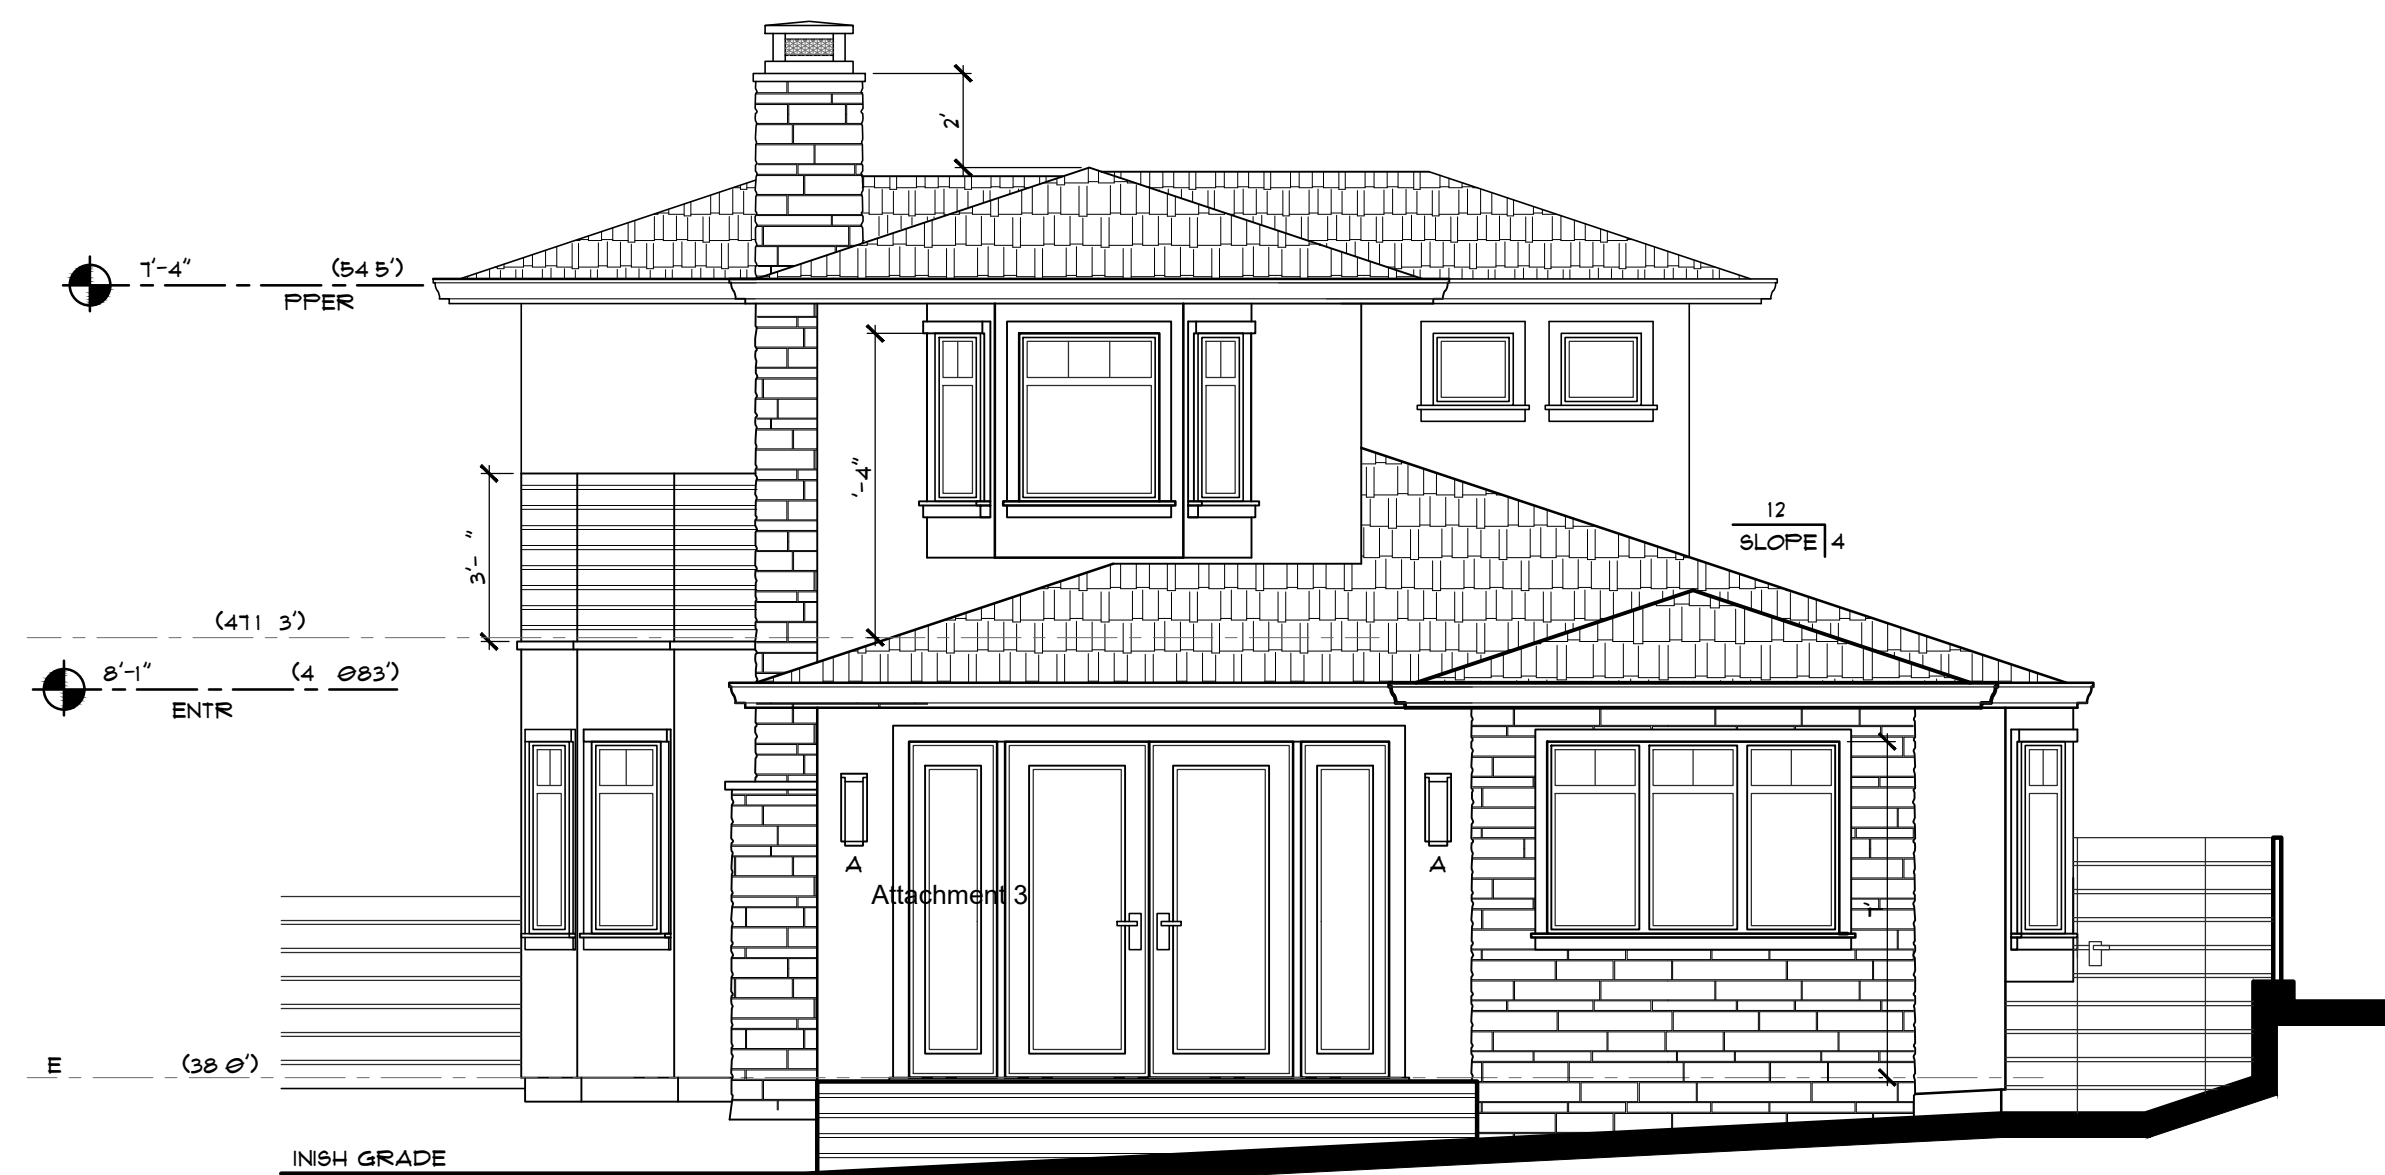 2'
7'-4" (54 5')
PPER
'-4"
3'- "
12
SLOPE 4
(471 3')
8'-1" (4 083')
ENTR
A A
Attachment 3
7'
E (38 0')
INISH GRADE